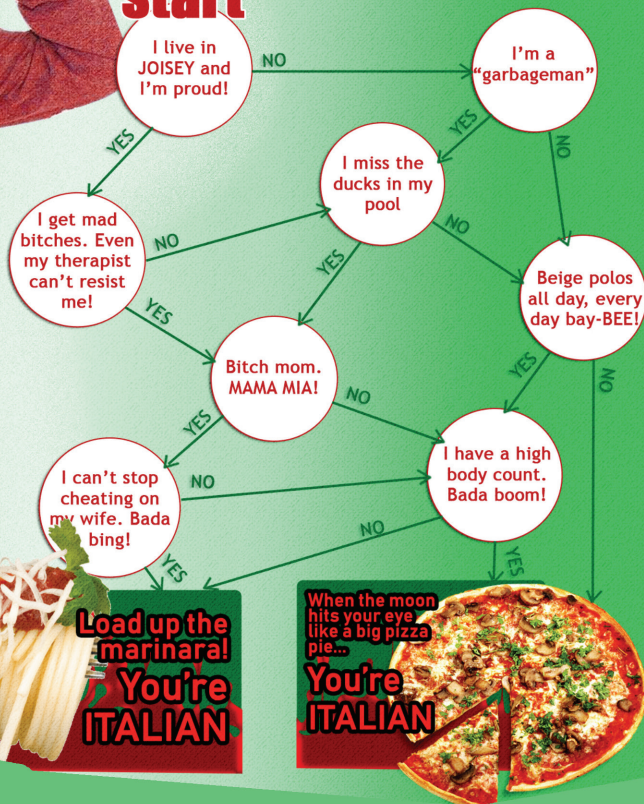 start
I live in
JOISEY and
I'm proud!
NO
I'm a
"garbageman"
YES
YES
NO
I miss the
ducks in my
pool
I get mad
bitches. Even
my therapist
can't resist
me!
NO
NO
YES
Beige polos
all day, every
day bay-BEE!
YES
Bitch mom.
MAMA MIA!
YES
NO
NO
YES
I have a high
body count.
Bada boom!
I can't stop
cheating on
my wife. Bada
bing!
NO
NO
YES
YES
Load up the
marinara!
You're
ITALIAN
When the moon
hits your eye
like a big pizza
pie...
You're
ITALIAN